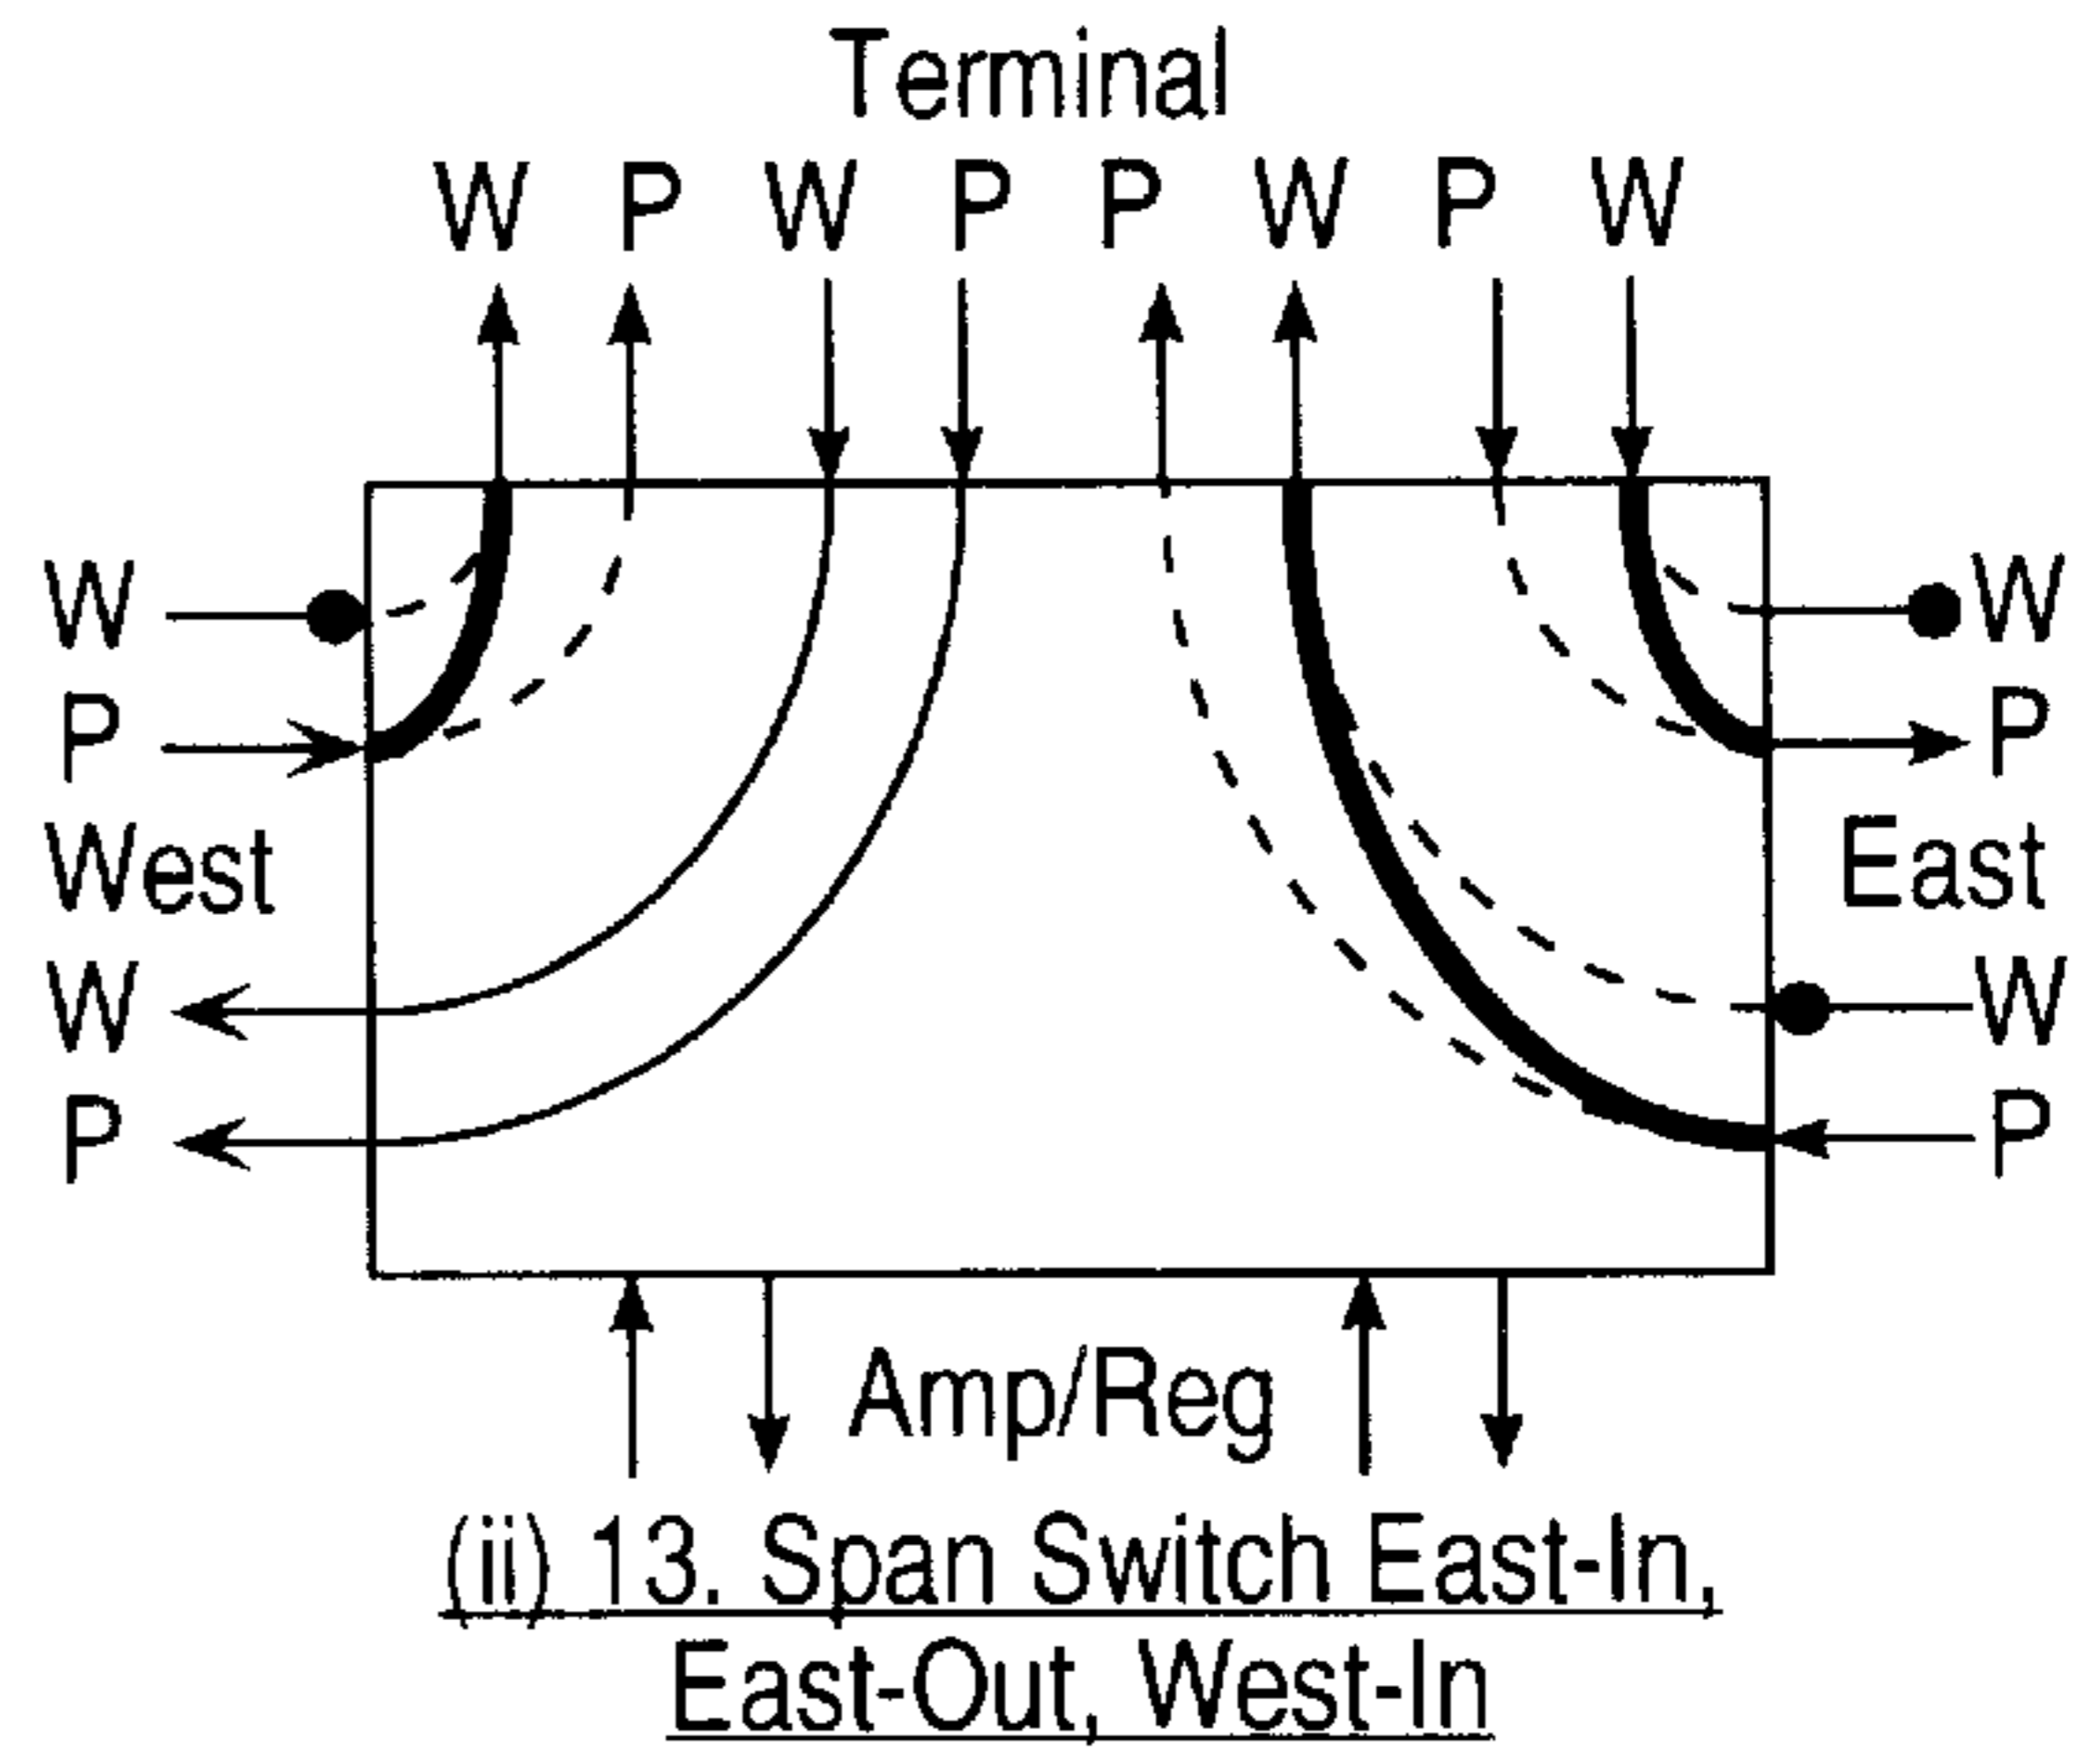 Terminal
W P W P P W P W
W W
P P
West East
W W
P P
Amp/Reg
(ii) 13. Span Switch East-In,
East-Out, West-In